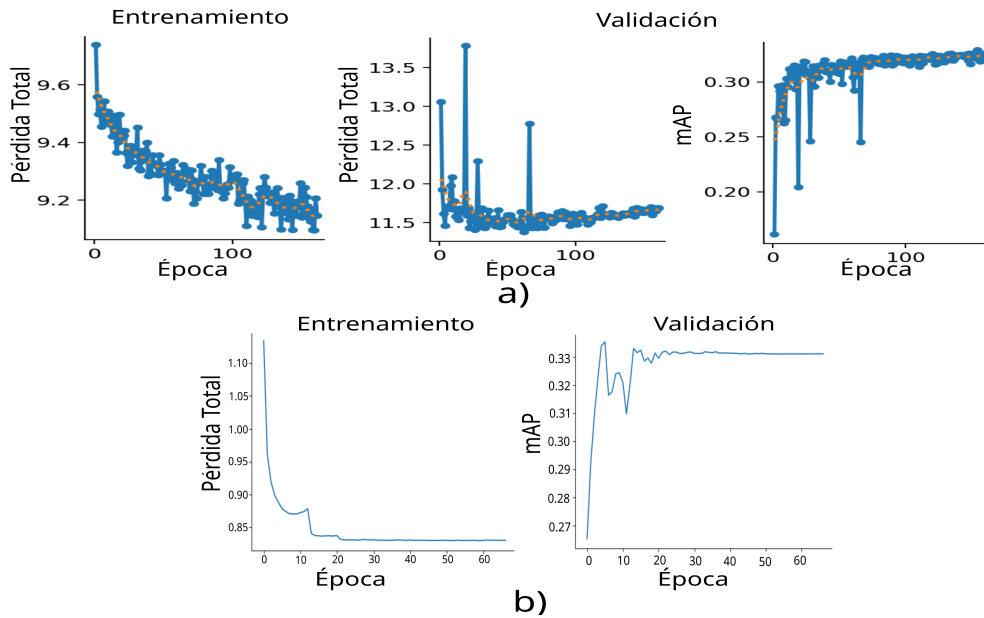 Entrenamiento
Validación
Pérdida Total
9.6
9.4
9.2
0
100
Época
Pérdida Total
13.5
13.0
12.5
12.0
11.5
0
100
Época
mAP
0.30
0.25
0.20
0
100
Época
a)
Entrenamiento
Validación
Pérdida Total
1.10
1.05
1.00
0.95
0.90
0.85
0
10
20
30
40
50
60
Época
mAP
0.33
0.32
0.31
0.30
0.29
0.28
0.27
0
10
20
30
40
50
60
Época
b)